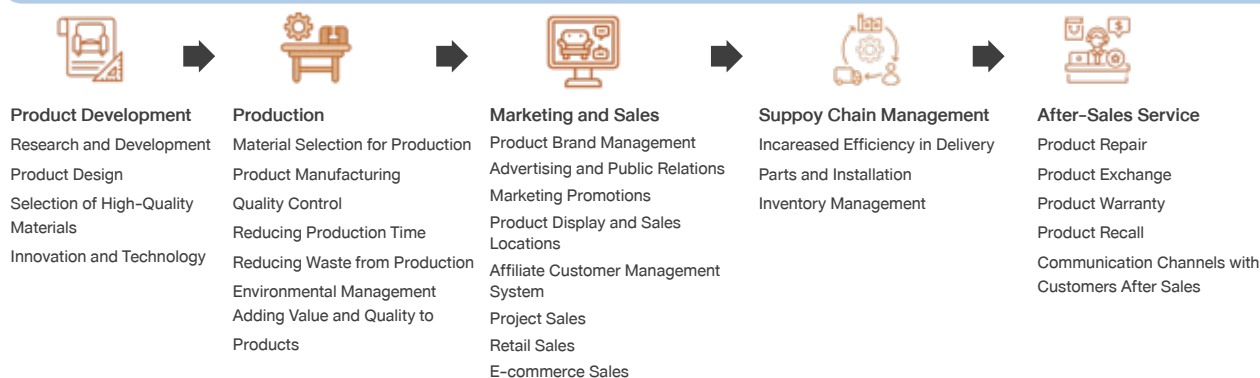 Product Development
Research and Development
Product Design
Selection of High-Quality
Materials
Innovation and Technology
Production
Material Selection for Production
Product Manufacturing
Quality Control
Reducing Production Time
Reducing Waste from Production
Environmental Management
Adding Value and Quality to
Products
Marketing and Sales
Product Brand Management
Advertising and Public Relations
Marketing Promotions
Product Display and Sales
Locations
Affiliate Customer Management
System
Project Sales
Retail Sales
E-commerce Sales
Suppoy Chain Management
Incareased Efficiency in Delivery
Parts and Installation
Inventory Management
After-Sales Service
Product Repair
Product Exchange
Product Warranty
Product Recall
Communication Channels with
Customers After Sales